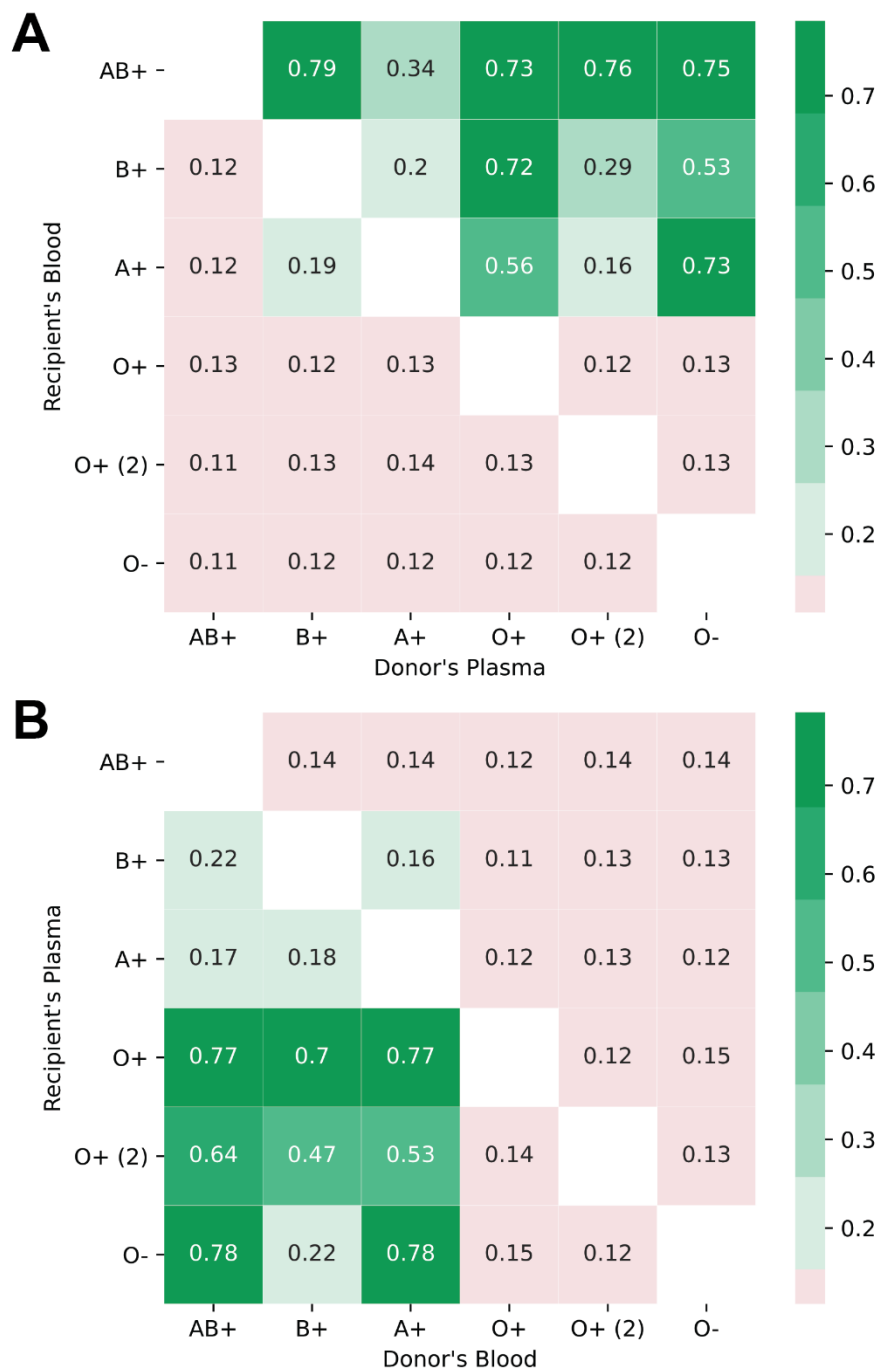 A
AB+ 0.79 0.34 0.73 0.76 0.75
0.7
B+ 0.12 0.2 0.72 0.29 0.53
0.6
A+ 0.12 0.19 0.56 0.16 0.73
0.5
Recipient's Blood
O+ 0.13 0.12 0.13 0.12 0.13
0.4
O+ (2) 0.11 0.13 0.14 0.13 0.13
0.3
O- 0.11 0.12 0.12 0.12 0.12
0.2
AB+ B+ A+ O+ O+ (2) O-
Donor's Plasma
B
AB+ 0.14 0.14 0.12 0.14 0.14
0.7
B+ 0.22 0.16 0.11 0.13 0.13
0.6
A+ 0.17 0.18 0.12 0.13 0.12
0.5
Recipient's Plasma
O+ 0.77 0.7 0.77 0.12 0.15
0.4
O+ (2) 0.64 0.47 0.53 0.14 0.13
0.3
O- 0.78 0.22 0.78 0.15 0.12
0.2
AB+ B+ A+ O+ O+ (2) O-
Donor's Blood